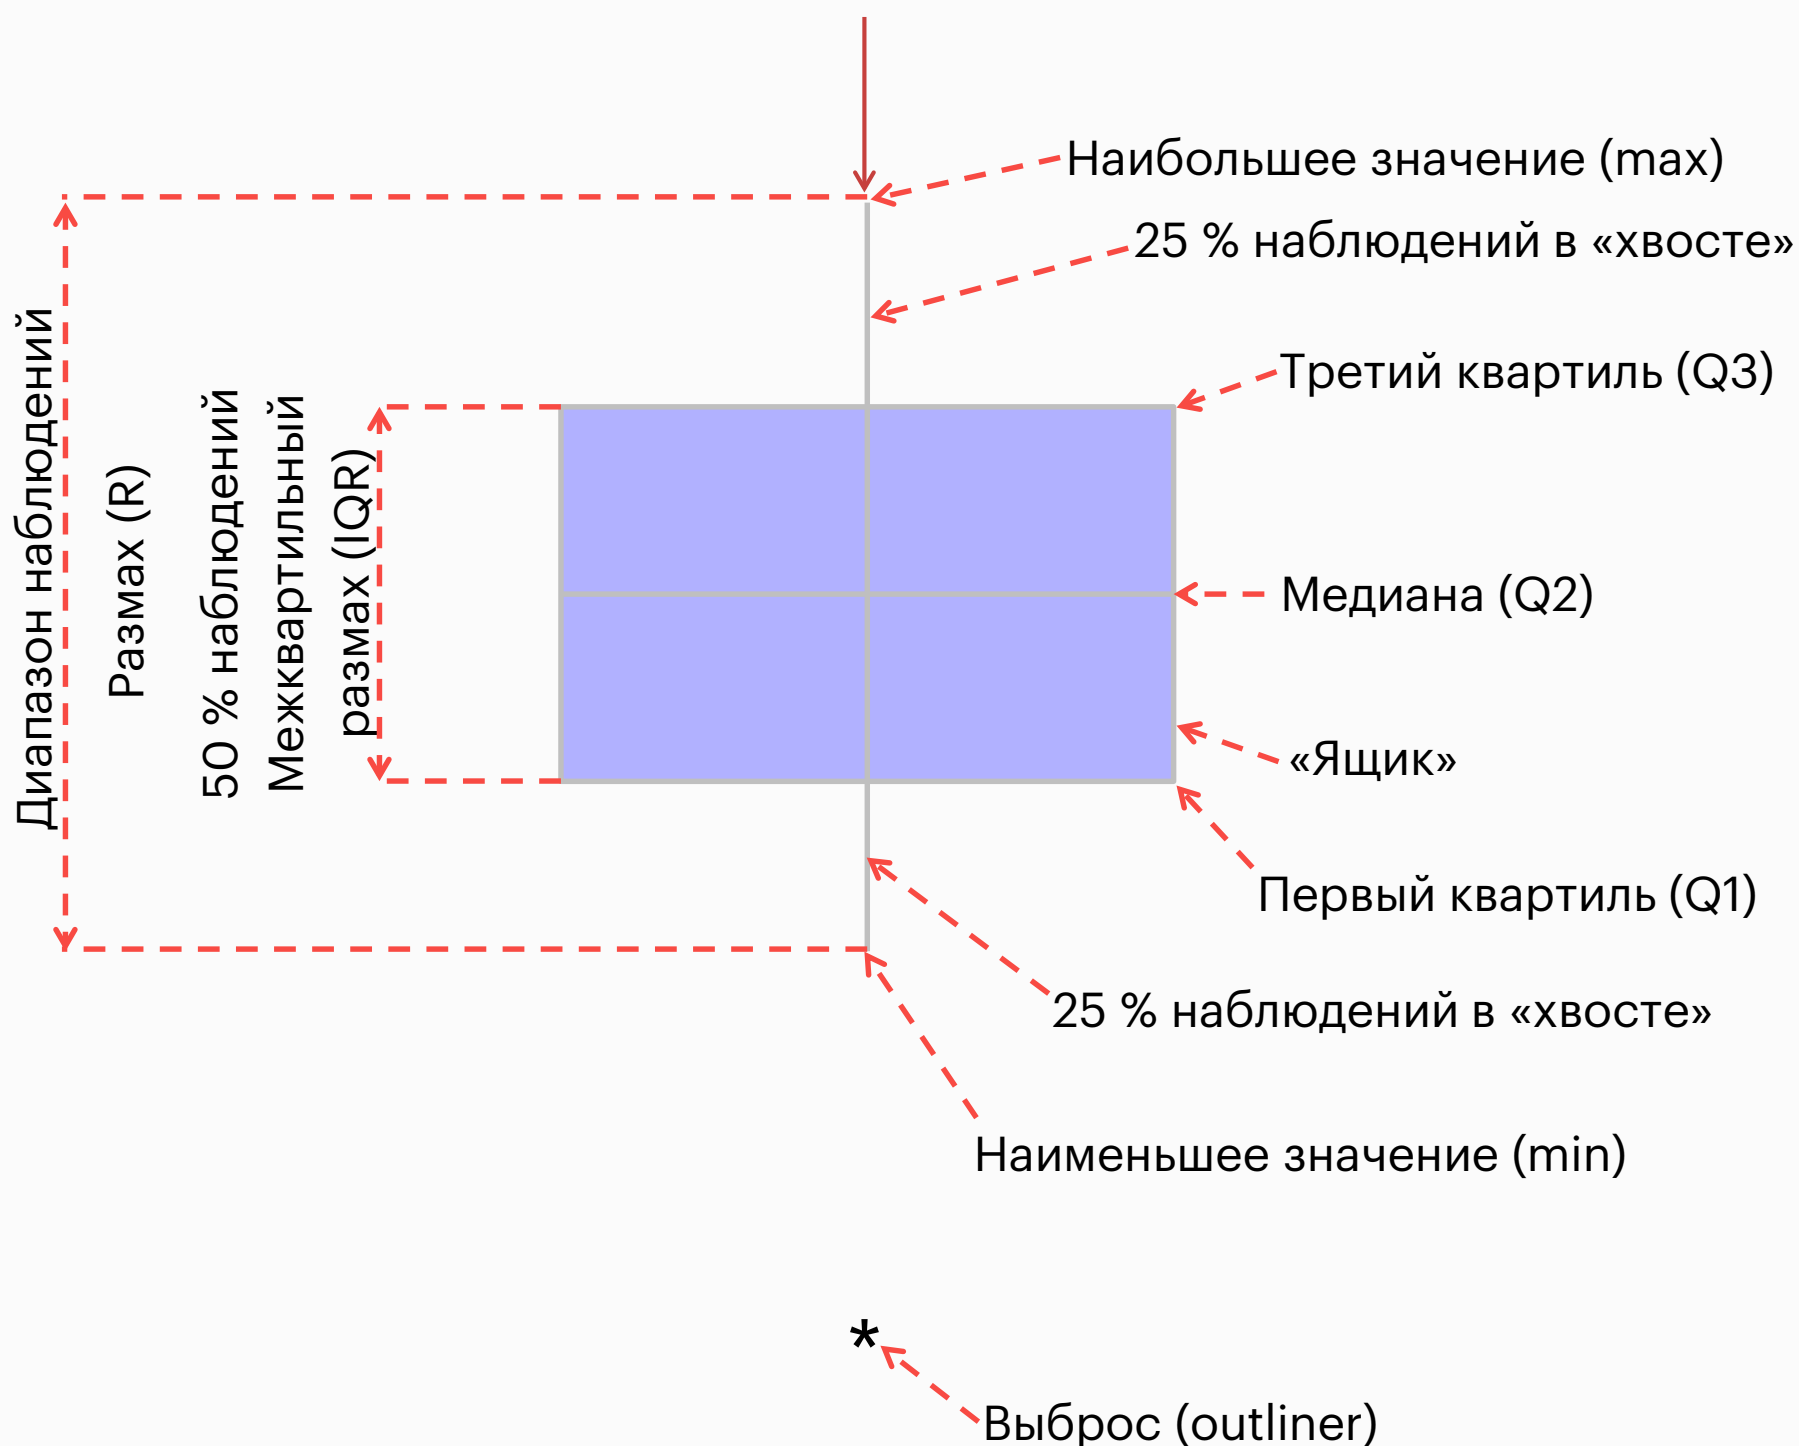 Наибольшее значение (max)
25 % наблюдений в «хвосте»
Третий квартиль (Q3)
Диапазон наблюдений
Размах (R)
50 % наблюдений
Межквартильный
размах (IQR)
Медиана (Q2)
«Ящик»
Первый квартиль (Q1)
25 % наблюдений в «хвосте»
Наименьшее значение (min)
*
Выброс (outliner)